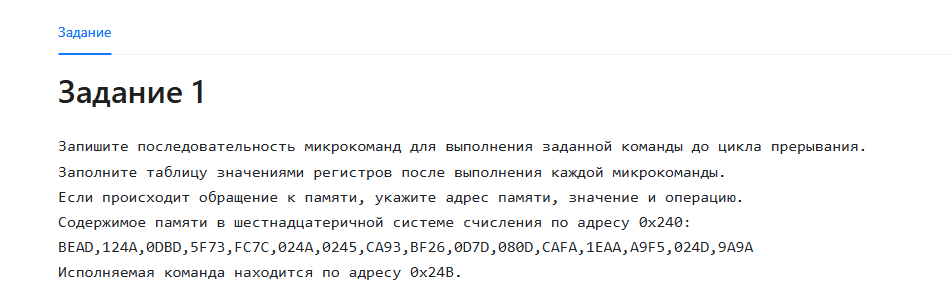 Задание
Задание 1
Запишите последовательность микрокоманд для выполнения заданной команды до цикла прерывания.
Заполните таблицу значениями регистров после выполнения каждой микрокоманды.
Если происходит обращение к памяти, укажите адрес памяти, значение и операцию.
Содержимое памяти в шестнадцатеричной системе счисления по адресу 0x240:
BEAD,124A,0DBD,5F73,FC7C,024A,0245,CA93,BF26,0D7D,080D,CAFA,1EAA,A9F5,024D,9A9A
Исполняемая команда находится по адресу 0x24B.